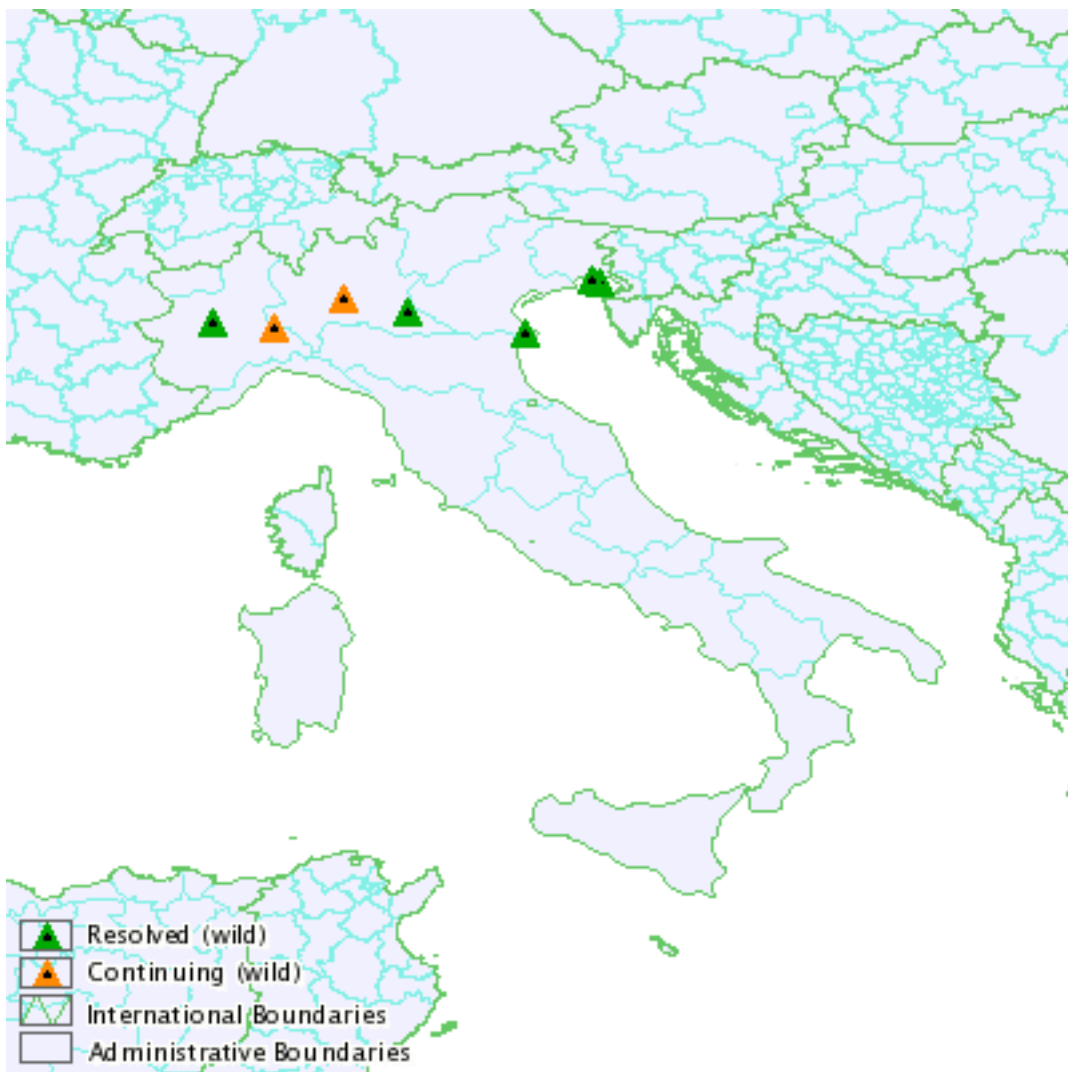 Resolved (wild)
Continuing (wild)
International Boundaries
Administrative Boundaries